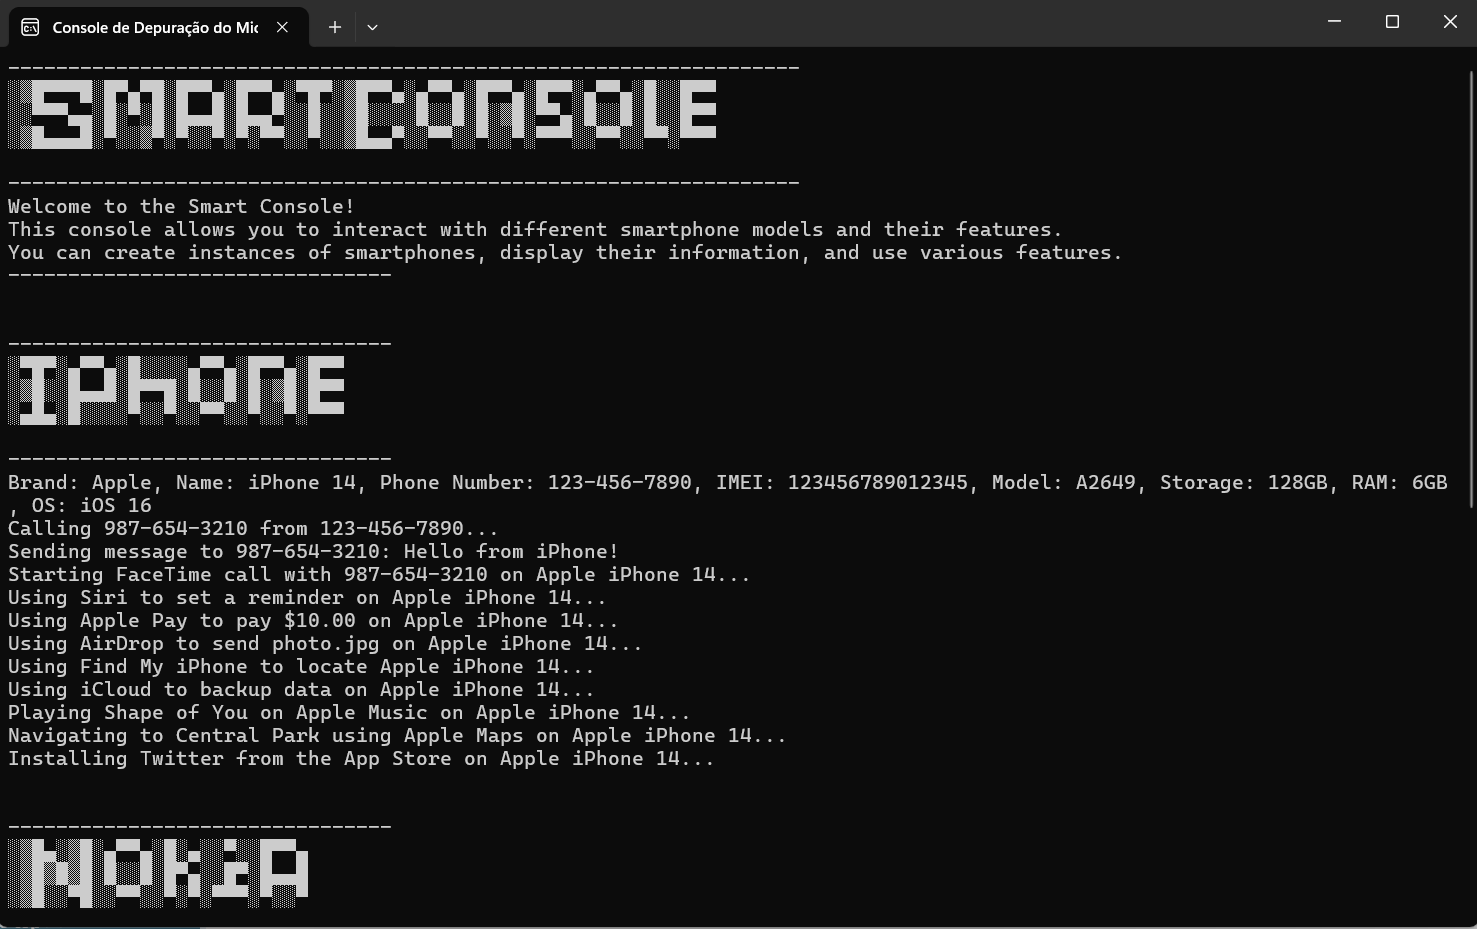 Console de Depuração do Mic
------------------------------------------------------------------
SMARTCONSOLE
------------------------------------------------------------------
Welcome to the Smart Console!
This console allows you to interact with different smartphone models and their features.
You can create instances of smartphones, display their information, and use various features.
--------------------------------
--------------------------------
IPhONE
--------------------------------
Brand: Apple, Name: iPhone 14, Phone Number: 123-456-7890, IMEI: 123456789012345, Model: A2649, Storage: 128GB, RAM: 6GB
, OS: iOS 16
Calling 987-654-3210 from 123-456-7890...
Sending message to 987-654-3210: Hello from iPhone!
Starting FaceTime call with 987-654-3210 on Apple iPhone 14...
Using Siri to set a reminder on Apple iPhone 14...
Using Apple Pay to pay $10.00 on Apple iPhone 14...
Using AirDrop to send photo.jpg on Apple iPhone 14...
Using Find My iPhone to locate Apple iPhone 14...
Using iCloud to backup data on Apple iPhone 14...
Playing Shape of You on Apple Music on Apple iPhone 14...
Navigating to Central Park using Apple Maps on Apple iPhone 14...
Installing Twitter from the App Store on Apple iPhone 14...
--------------------------------
NOKiA